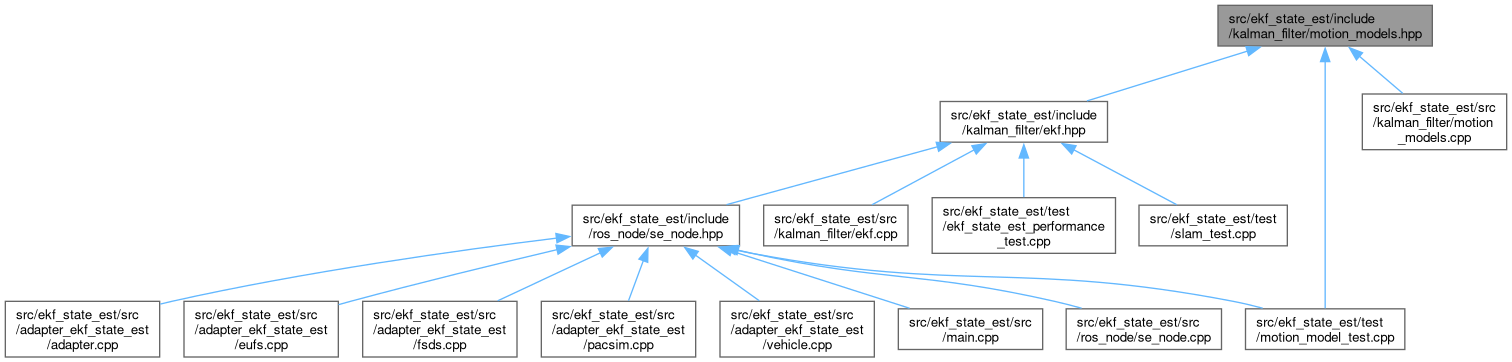 src/ekf_state_est/include
/kalman_filter/motion_models.hpp
src/ekf_state_est/src
/kalman_filter/motion
_models.cpp
src/ekf_state_est/include
/kalman_filter/ekf.hpp
src/ekf_state_est/include
/ros_node/se_node.hpp
src/ekf_state_est/src
/kalman_filter/ekf.cpp
src/ekf_state_est/test
/ekf_state_est_performance
_test.cpp
src/ekf_state_est/test
/slam_test.cpp
src/ekf_state_est/src
/adapter_ekf_state_est
/adapter.cpp
src/ekf_state_est/src
/adapter_ekf_state_est
/eufs.cpp
src/ekf_state_est/src
/adapter_ekf_state_est
/fsds.cpp
src/ekf_state_est/src
/adapter_ekf_state_est
/pacsim.cpp
src/ekf_state_est/src
/adapter_ekf_state_est
/vehicle.cpp
src/ekf_state_est/src
/main.cpp
src/ekf_state_est/src
/ros_node/se_node.cpp
src/ekf_state_est/test
/motion_model_test.cpp